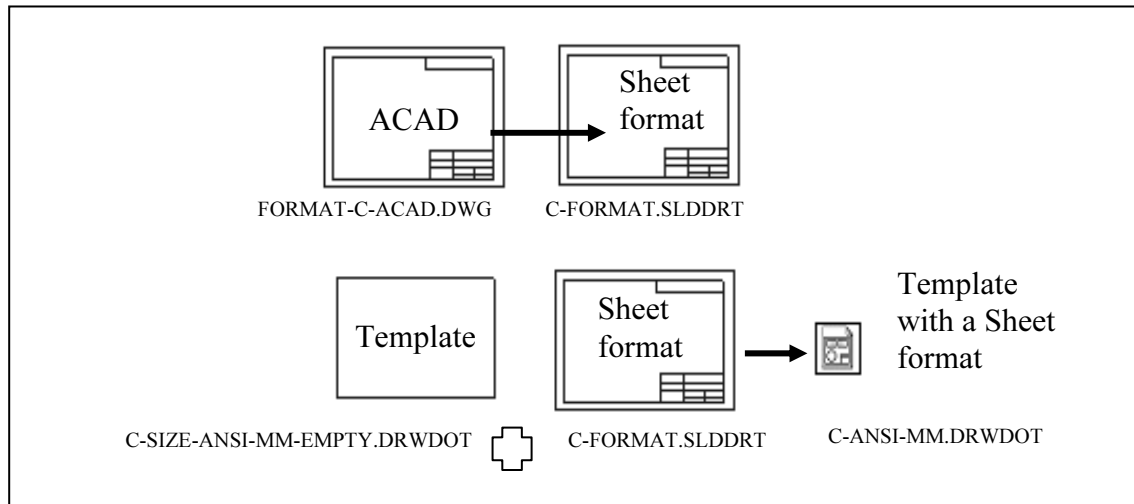 ACAD
Sheet
format
FORMAT-C-ACAD.DWG
C-FORMAT.SLDDRT
Template
Sheet
format
Template
with a Sheet
format
C-SIZE-ANSI-MM-EMPTY.DRWDOT
C-FORMAT.SLDDRT
C-ANSI-MM.DRWDOT